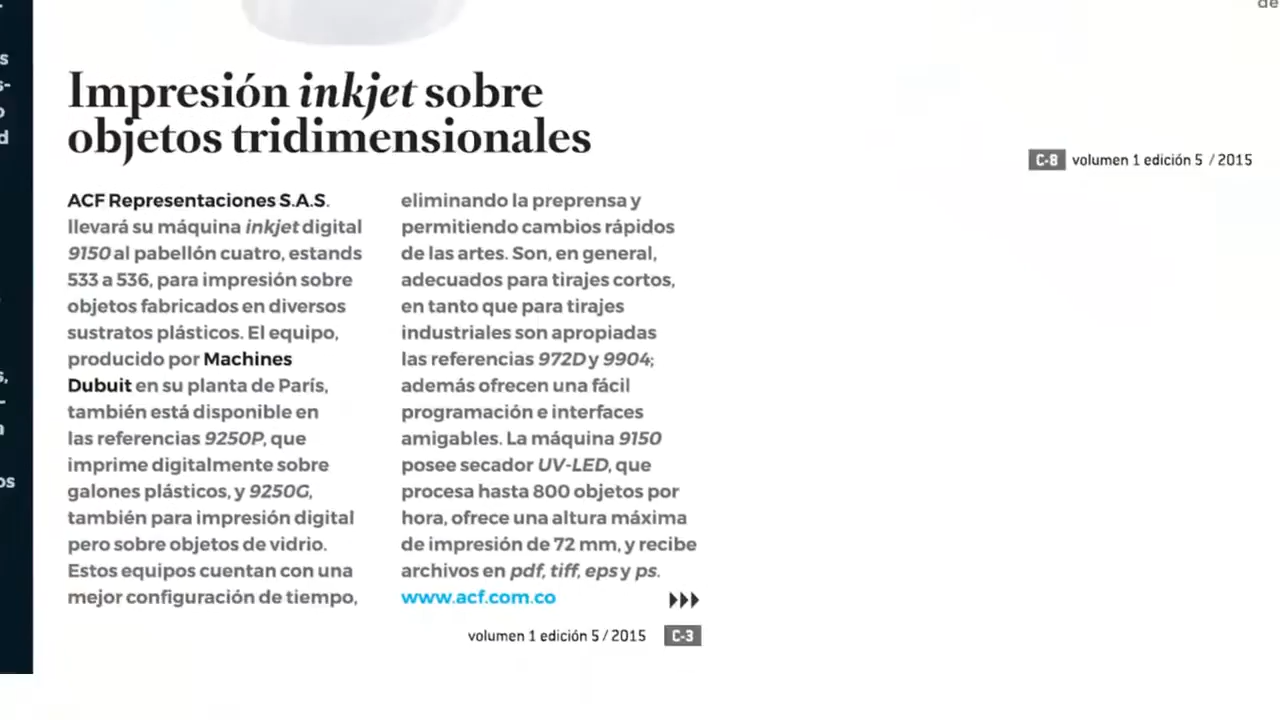 Impresión inkjet sobre
objetos tridimensionales
ACF Representaciones S.A.S.
llevará su máquina inkjet digital
9150 al pabellón cuatro, estands
533 a 536, para impresión sobre
objetos fabricados en diversos
sustratos plásticos. El equipo,
producido por Machines
Dubuit en su planta de París,
también está disponible en
las referencias 9250P, que
imprime digitalmente sobre
galones plásticos, y 9250G,
también para impresión digital
pero sobre objetos de vidrio.
Estos equipos cuentan con una
mejor configuración de tiempo,
eliminando la preprensa y
permitiendo cambios rápidos
de las artes. Son, en general,
adecuados para tirajes cortos,
en tanto que para tirajes
industriales son apropiadas
las referencias 972D y 9904;
además ofrecen una fácil
programación e interfaces
amigables. La máquina 9150
posee secador UV-LED, que
procesa hasta 800 objetos por
hora, ofrece una altura máxima
de impresión de 72 mm, y recibe
archivos en pdf, tiff, eps y ps.
www.acf.com.co
volumen 1 edición 5 / 2015 C-3
de
C-8 volumen 1 edición 5 / 2015